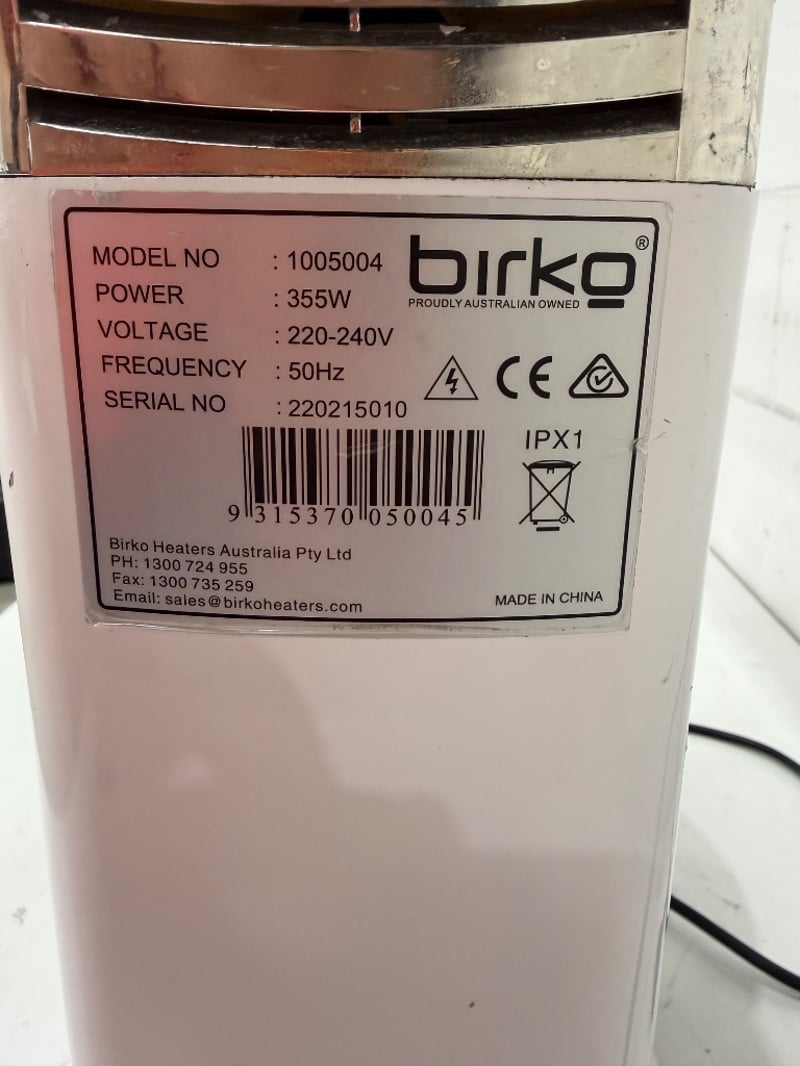 MODEL NO : 1005004
POWER : 355W
VOLTAGE : 220-240V
FREQUENCY : 50Hz
SERIAL NO : 220215010
birko®
PROUDLY AUSTRALIAN OWNED
CE
IPX1
9 315370 050045
Birko Heaters Australia Pty Ltd
PH: 1300 724 955
Fax: 1300 735 259
Email: sales@birkoheaters.com
MADE IN CHINA